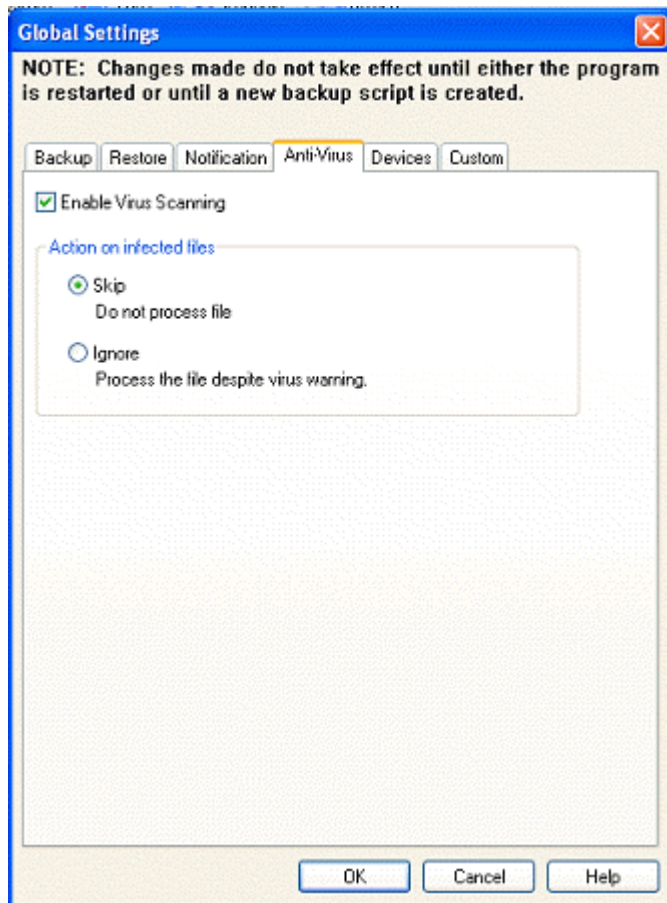 Global Settings
NOTE: Changes made do not take effect until either the program
is restarted or until a new backup script is created.
Backup Restore Notification Anti-Virus Devices Custom
Enable Virus Scanning
Action on infected files
Skip
Do not process file
Ignore
Process the file despite virus warning.
OK Cancel Help